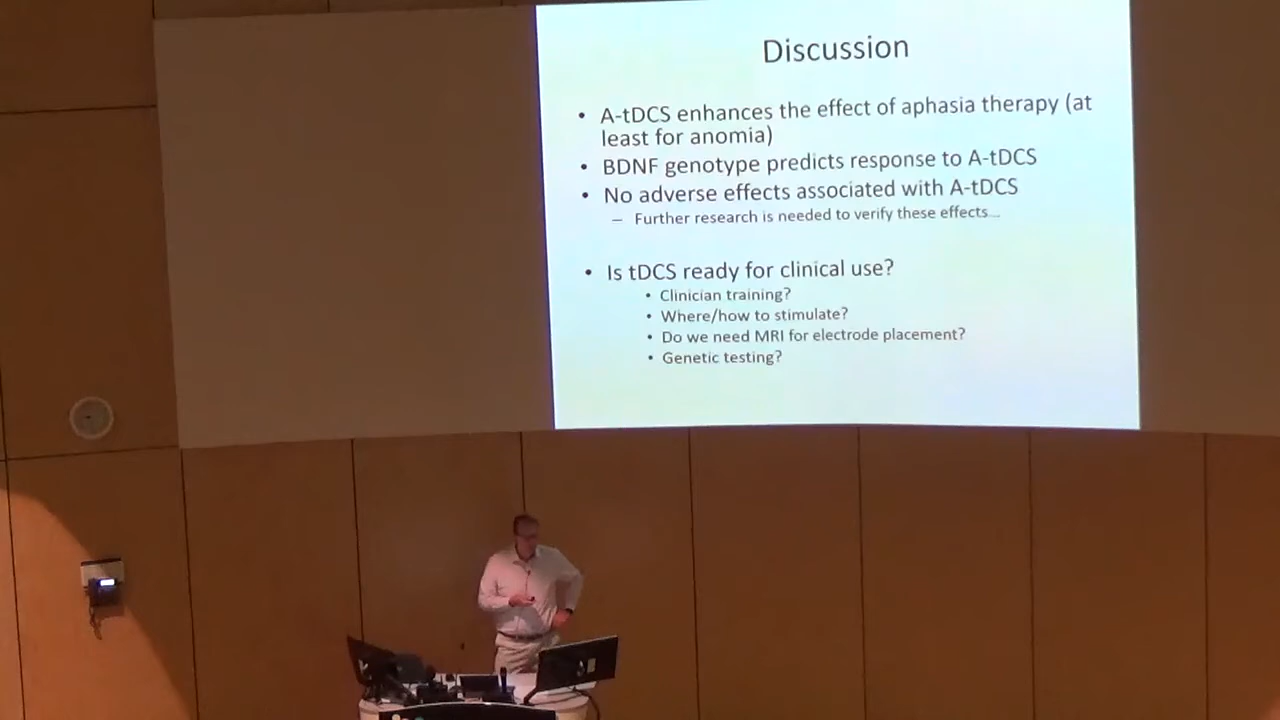 Discussion
• A-tDCS enhances the effect of aphasia therapy (at
least for anomia)
• BDNF genotype predicts response to A-tDCS
• No adverse effects associated with A-tDCS
– Further research is needed to verify these effects…
• Is tDCS ready for clinical use?
• Clinician training?
• Where/how to stimulate?
• Do we need MRI for electrode placement?
• Genetic testing?